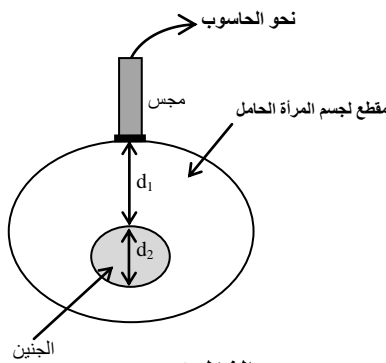 نحو الحاسوب
مجس
مقطع لجسم المرأة الحامل
d₁
d₂
الجنين